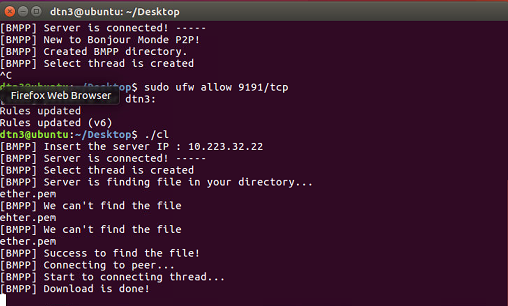 dtn3@ubuntu: ~/Desktop
[BMPP] Server is connected! -----
[BMPP] New to Bonjour Monde P2P!
[BMPP] Created BMPP directory.
[BMPP] Select thread is created
^C
dtn3@ubuntu:~/Desktop$ sudo ufw allow 9191/tcp
Firefox Web Browser
dtn3:
Rules updated
Rules updated (v6)
dtn3@ubuntu:~/Desktop$ ./cl
[BMPP] Insert the server IP : 10.223.32.22
[BMPP] Server is connected! -----
[BMPP] Select thread is created
[BMPP] Server is finding file in your directory...
ether.pem
[BMPP] We can't find the file
ehter.pem
[BMPP] We can't find the file
ether.pem
[BMPP] Success to find the file!
[BMPP] Connecting to peer...
[BMPP] Start to connecting thread...
[BMPP] Download is done!